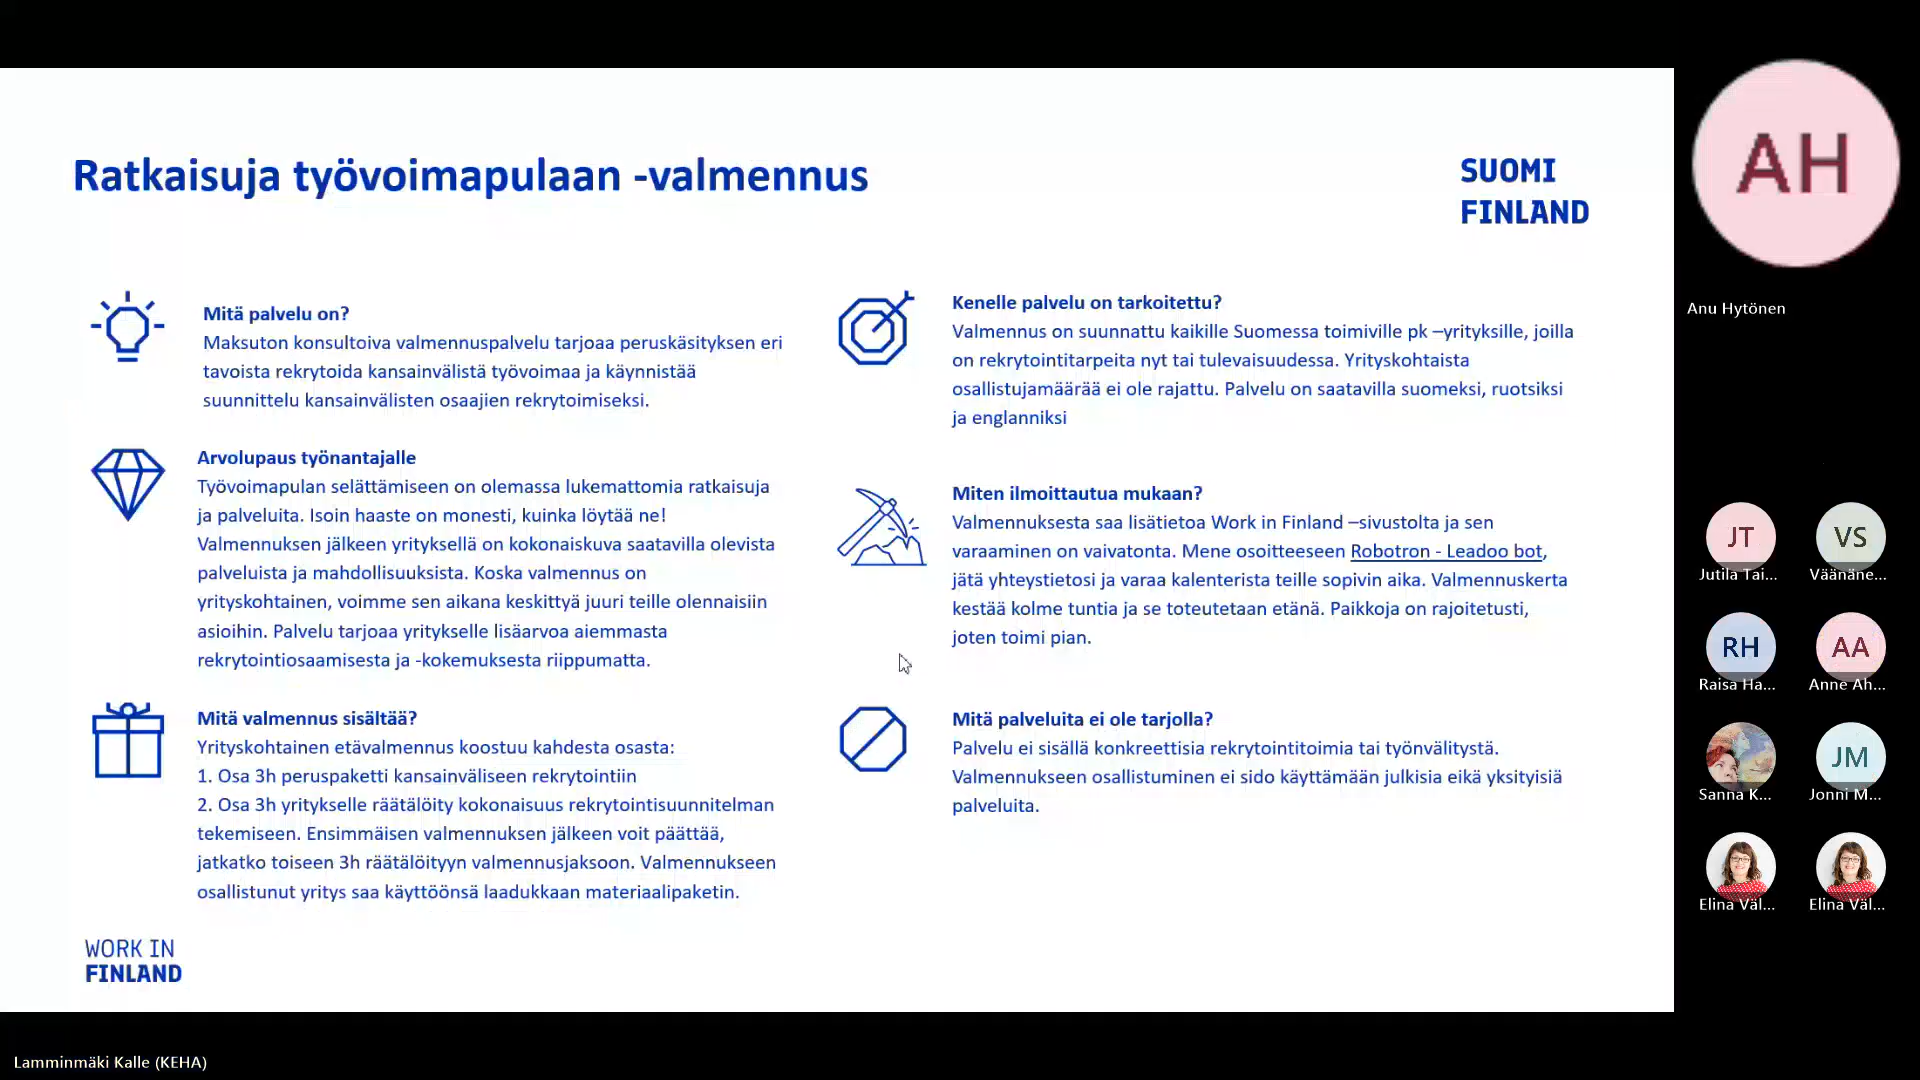 Ratkaisuja työvoimapulaan -valmennus
SUOMI
FINLAND
Mitä palvelu on?
Maksuton konsultoiva valmennuspalvelu tarjoaa peruskäsityksen eri
tavoista rekrytoida kansainvälistä työvoimaa ja käynnistää
suunnittelu kansainvälisten osaajien rekrytoimiseksi.
Arvolupaus työnantajalle
Työvoimapulan selättämiseen on olemassa lukemattomia ratkaisuja
ja palveluita. Isoin haaste on monesti, kuinka löytää ne!
Valmennuksen jälkeen yrityksellä on kokonaiskuva saatavilla olevista
palveluista ja mahdollisuuksista. Koska valmennus on
yrityskohtainen, voimme sen aikana keskittyä juuri teille olennaisiin
asioihin. Palvelu tarjoaa yritykselle lisäarvoa aiemmasta
rekrytointiosaamisesta ja -kokemuksesta riippumatta.
Mitä valmennus sisältää?
Yrityskohtainen etävalmennus koostuu kahdesta osasta:
1. Osa 3h peruspaketti kansainväliseen rekrytointiin
2. Osa 3h yritykselle räätälöity kokonaisuus rekrytointisuunnitelman
tekemiseen. Ensimmäisen valmennuksen jälkeen voit päättää,
jatkatko toiseen 3h räätälöityyn valmennusjaksoon. Valmennukseen
osallistunut yritys saa käyttöönsä laadukkaan materiaalipaketin.
Kenelle palvelu on tarkoitettu?
Valmennus on suunnattu kaikille Suomessa toimiville pk –yrityksille, joilla
on rekrytointitarpeita nyt tai tulevaisuudessa. Yrityskohtaista
osallistujamäärää ei ole rajattu. Palvelu on saatavilla suomeksi, ruotsiksi
ja englanniksi
Miten ilmoittautua mukaan?
Valmennuksesta saa lisätietoa Work in Finland –sivustolta ja sen
varaaminen on vaivatonta. Mene osoitteeseen Robotron - Leadoo bot,
jätä yhteystietosi ja varaa kalenterista teille sopivin aika. Valmennuskerta
kestää kolme tuntia ja se toteutetaan etänä. Paikkoja on rajoitetusti,
joten toimi pian.
Mitä palveluita ei ole tarjolla?
Palvelu ei sisällä konkreettisia rekrytointitoimia tai työnvälitystä.
Valmennukseen osallistuminen ei sido käyttämään julkisia eikä yksityisiä
palveluita.
WORK IN
FINLAND
AH
Anu Hytönen
JT
Jutila Tai...
VS
Väänäne...
RH
Raisa Ha...
AA
Anne Ah...
Sanna K...
JM
Jonni M...
Elina Väl...
Elina Väl...
Lamminmäki Kalle (KEHA)